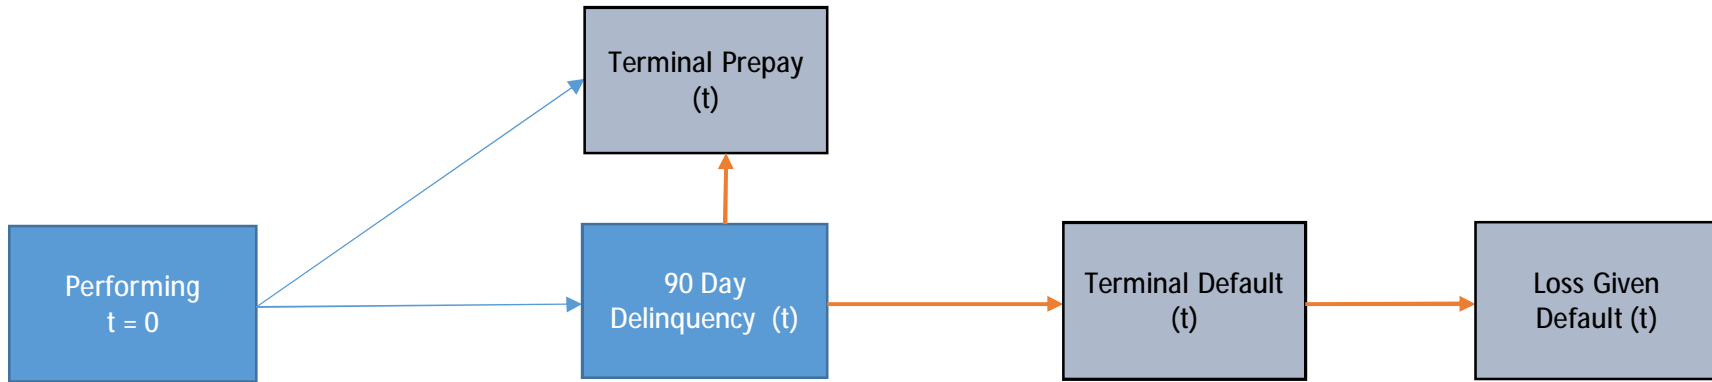 Terminal Prepay
(t)
Performing
t = 0
90 Day
Delinquency (t)
Terminal Default
(t)
Loss Given
Default (t)